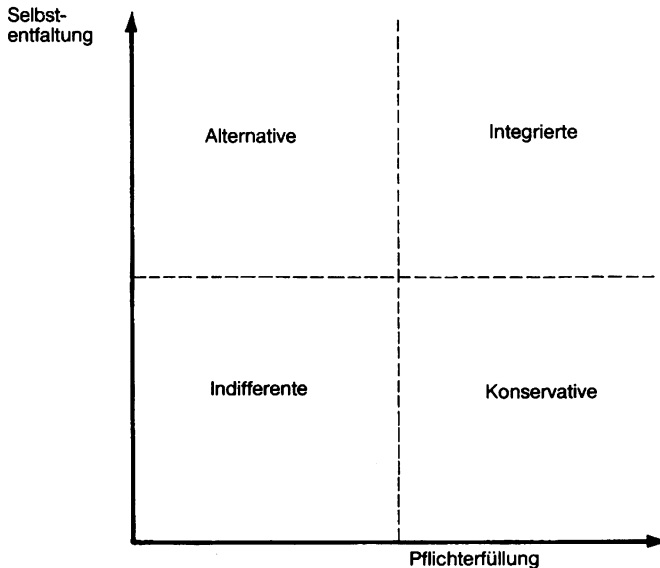 Selbst-
entfaltung
Alternative
Integrierte
Indifferente
Konservative
Pflichterfüllung